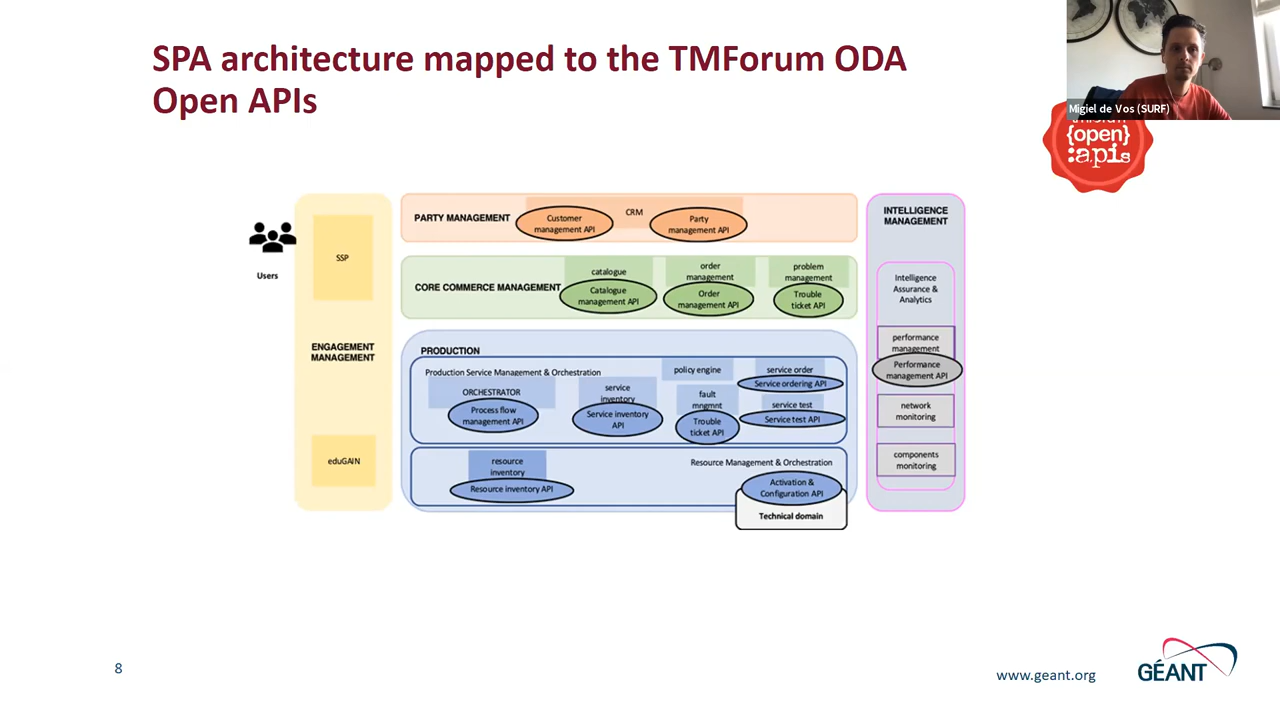 SPA architecture mapped to the TMForum ODA
Open APIs
Migiel de Vos (SURF)
{open}
:apis
Users
SSP
ENGAGEMENT
MANAGEMENT
eduGAIN
PARTY MANAGEMENT
Customer
management API
CRM
Party
management API
CORE COMMERCE MANAGEMENT
catalogue
Catalogue
management API
order
management
Order
management API
problem
management
Trouble
ticket API
PRODUCTION
Production Service Management & Orchestration
ORCHESTRATOR
Process flow
management API
service
inventory
Service inventory
API
policy engine
fault
mngmnt
Trouble
ticket API
service order
Service ordering API
service test
Service test API
resource
inventory
Resource inventory API
Resource Management & Orchestration
Activation &
Configuration API
Technical domain
INTELLIGENCE
MANAGEMENT
Intelligence
Assurance &
Analytics
performance
management
Performance
management API
network
monitoring
components
monitoring
8
www.geant.org
GÉANT